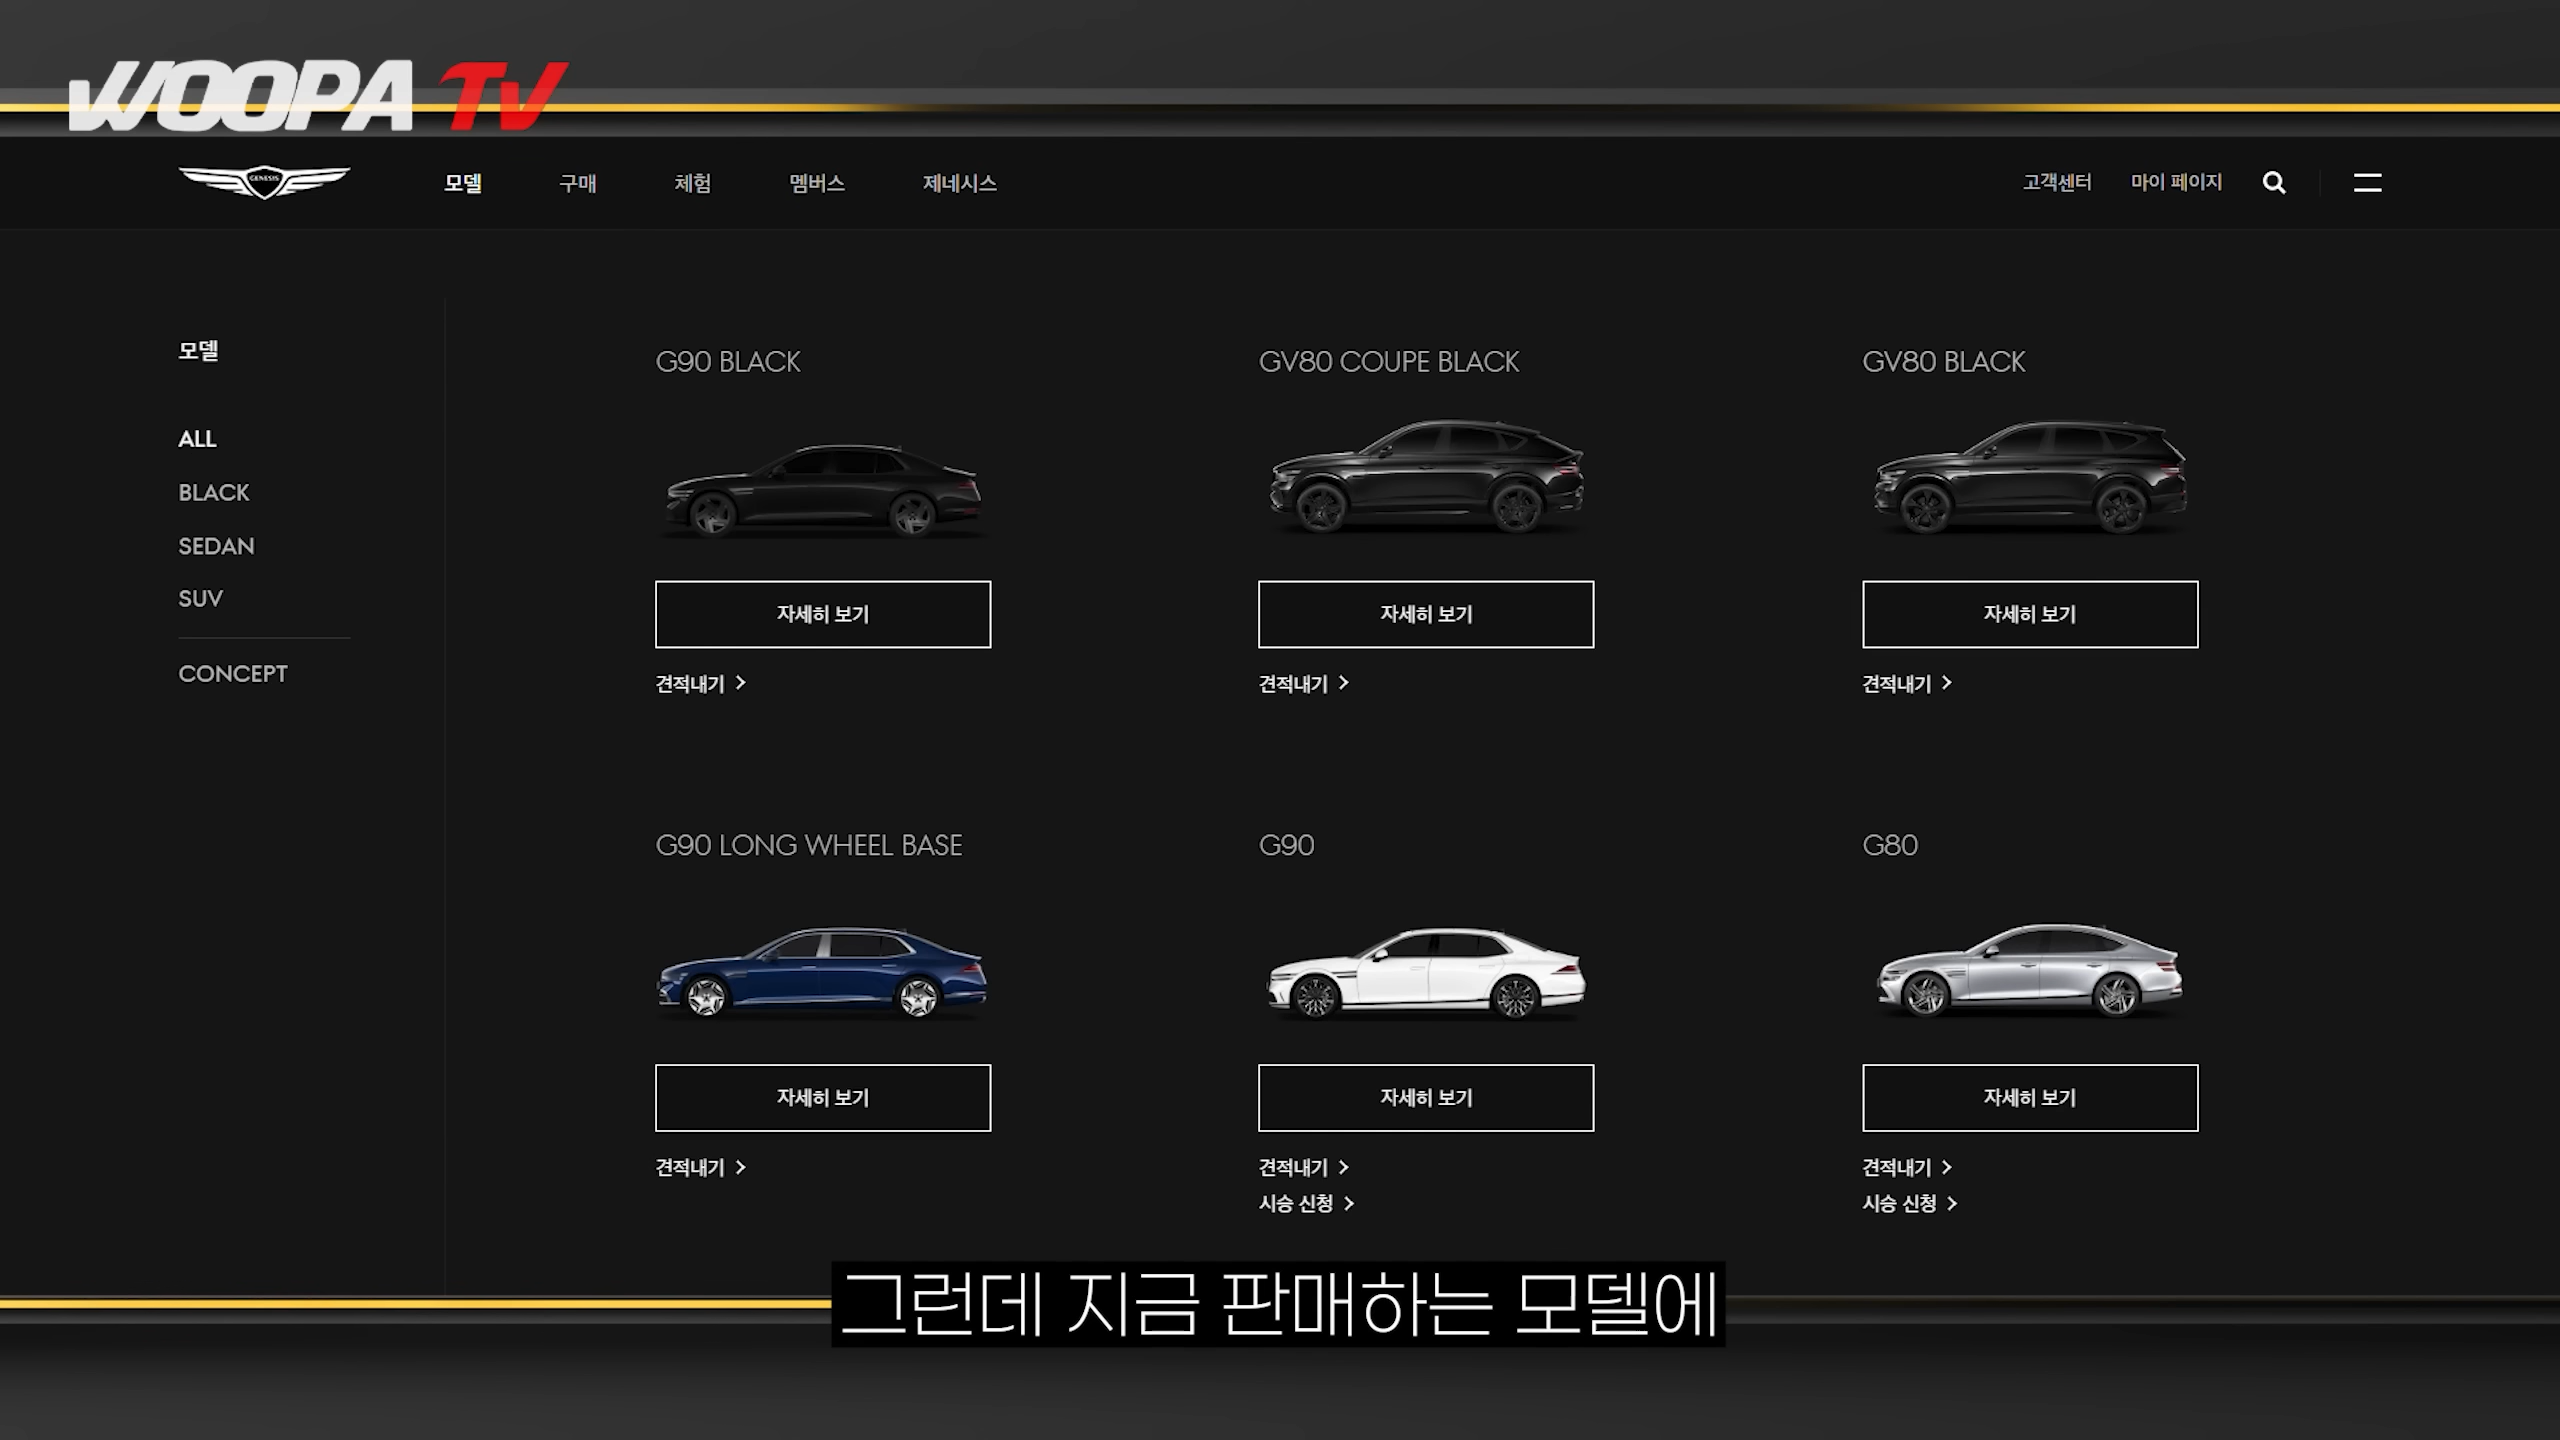 WOOPA TV
GENESIS
모델 구매 체험 멤버스 제네시스 고객센터 마이 페이지
모델
ALL
BLACK
SEDAN
SUV
CONCEPT
G90 BLACK GV80 COUPE BLACK GV80 BLACK
자세히 보기 자세히 보기 자세히 보기
견적내기 견적내기 견적내기
G90 LONG WHEEL BASE G90 G80
자세히 보기 자세히 보기 자세히 보기
견적내기 견적내기 견적내기
시승 신청 시승 신청
그런데 지금 판매하는 모델에